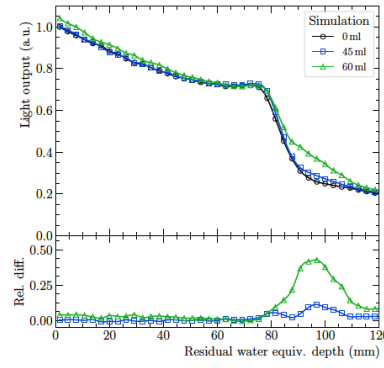 Simulation
0 ml
45 ml
60 ml
Light output (a.u.)
1.0
0.8
0.6
0.4
0.2
0.0
Rel. diff.
0.50
0.25
0.00
0 20 40 60 80 100 120
Residual water equiv. depth (mm)